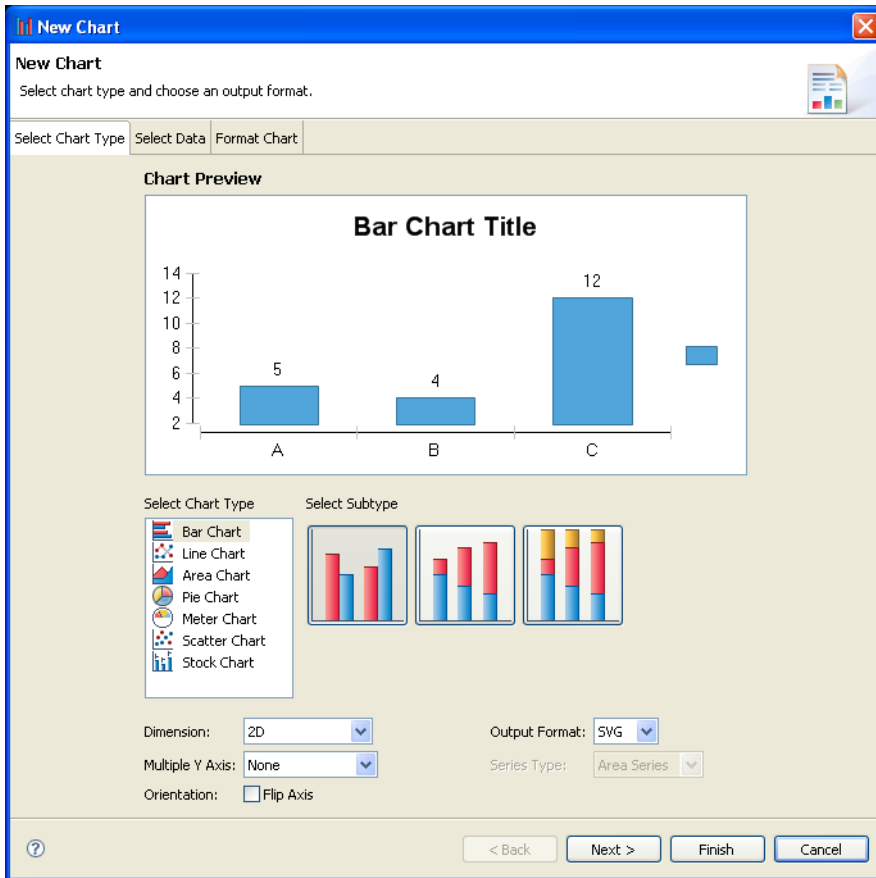 New Chart
New Chart
Select chart type and choose an output format.
Select Chart Type Select Data Format Chart
Chart Preview
Bar Chart Title
14
12
10
8
6
4
2
5
4
12
A B C
Select Chart Type Select Subtype
Bar Chart
Line Chart
Area Chart
Pie Chart
Meter Chart
Scatter Chart
Stock Chart
Dimension: 2D Output Format: SVG
Multiple Y Axis: None Series Type: Area Series
Orientation: Flip Axis
? < Back Next > Finish Cancel